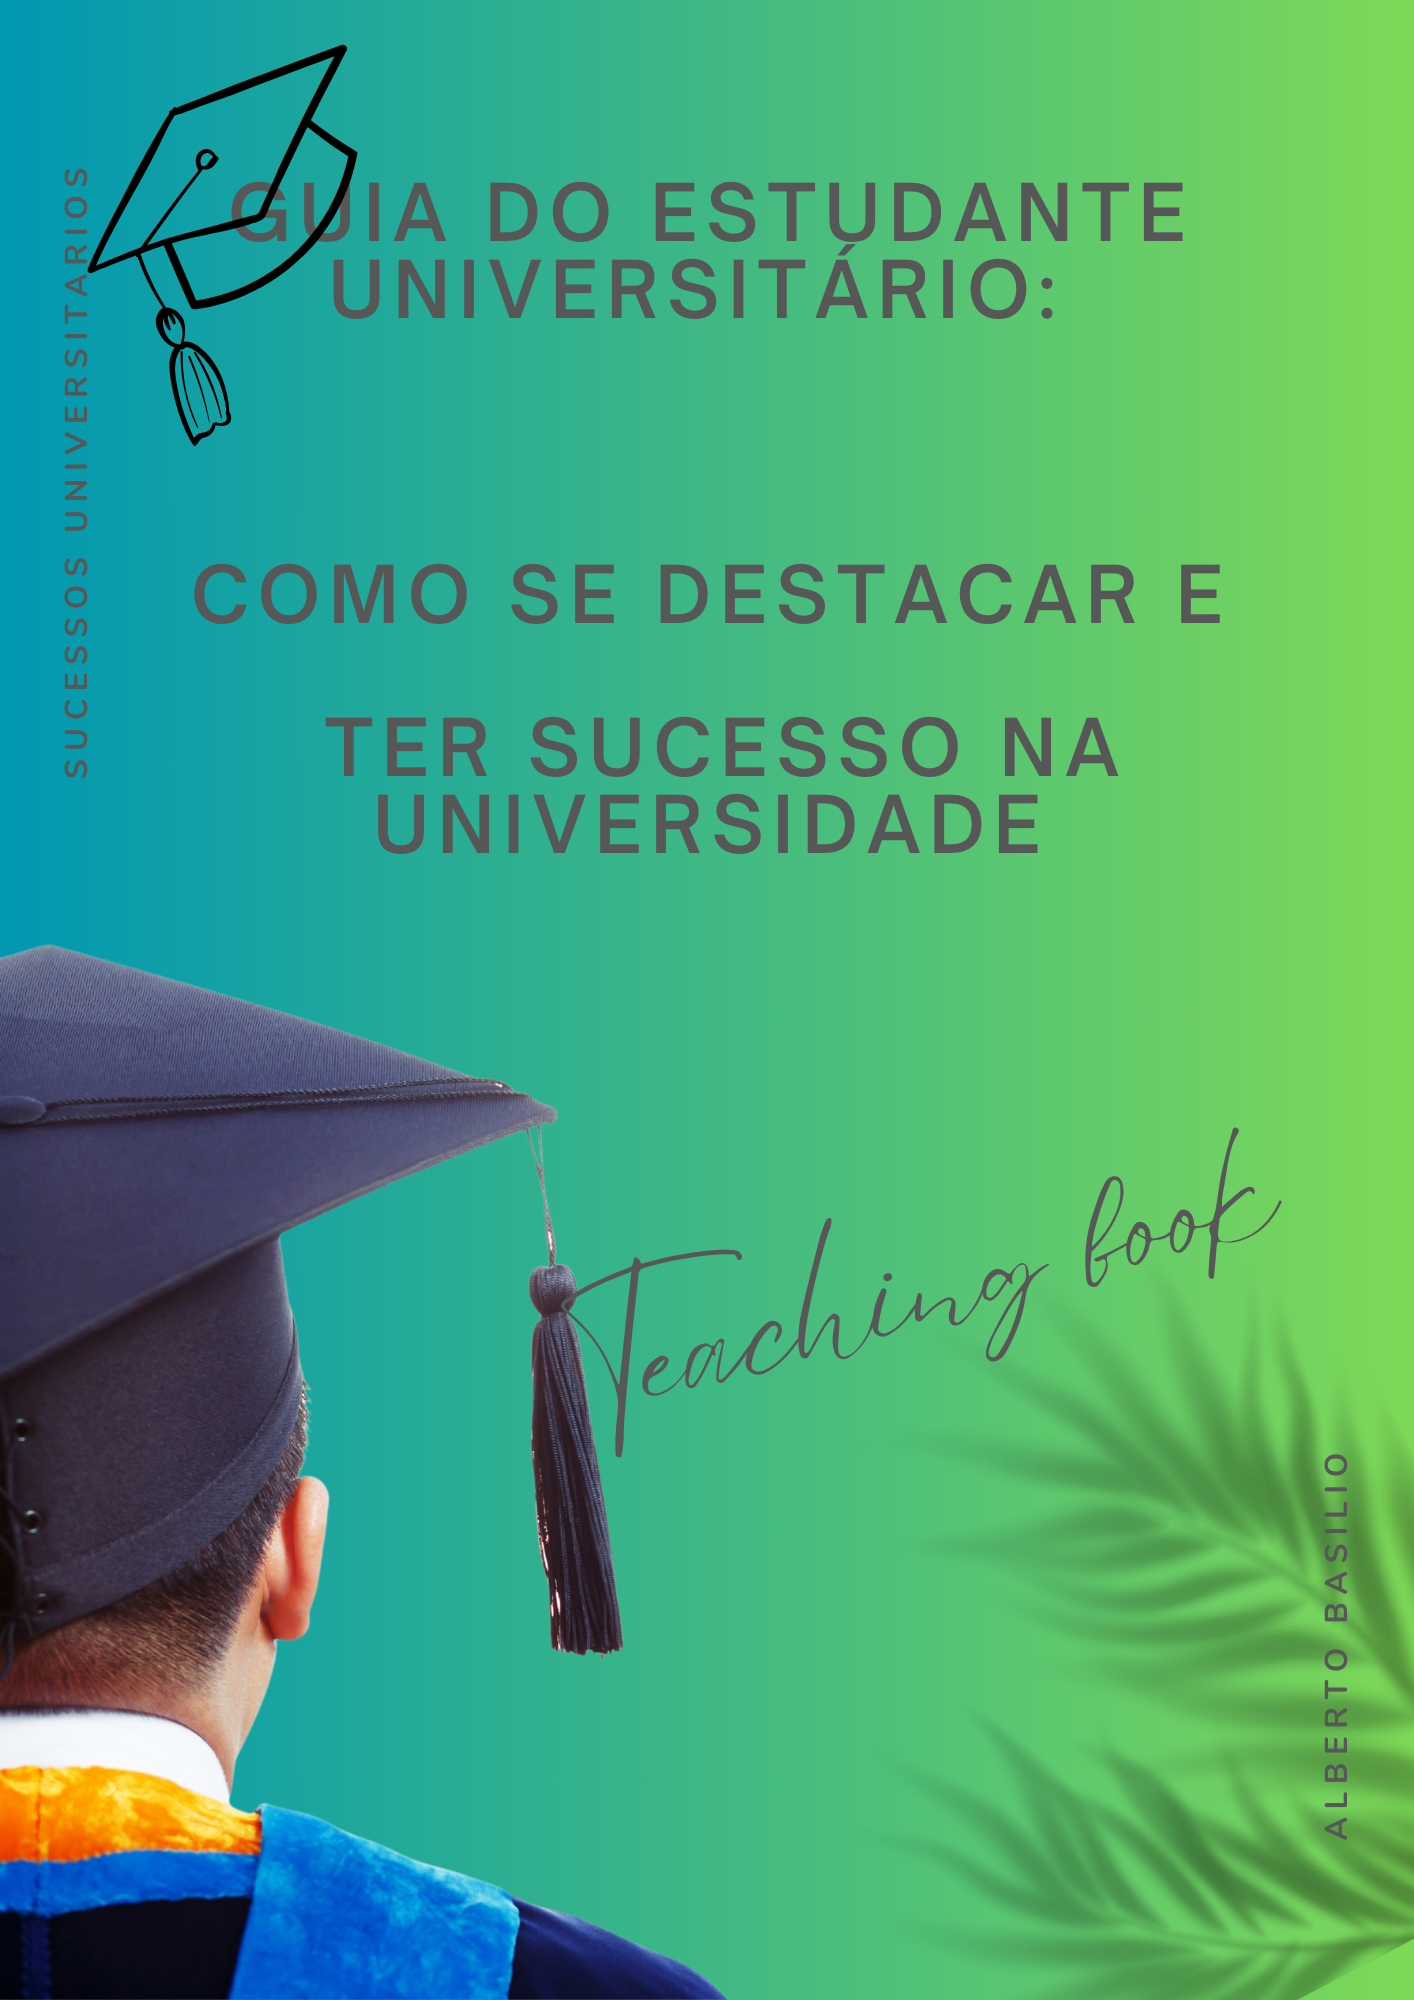 GUIA DO ESTUDANTE
UNIVERSITÁRIO:
COMO SE DESTACAR E
TER SUCESSO NA
UNIVERSIDADE
SUCESSOS UNIVERSITARIOS
Teaching book
ALBERTO BASILIO